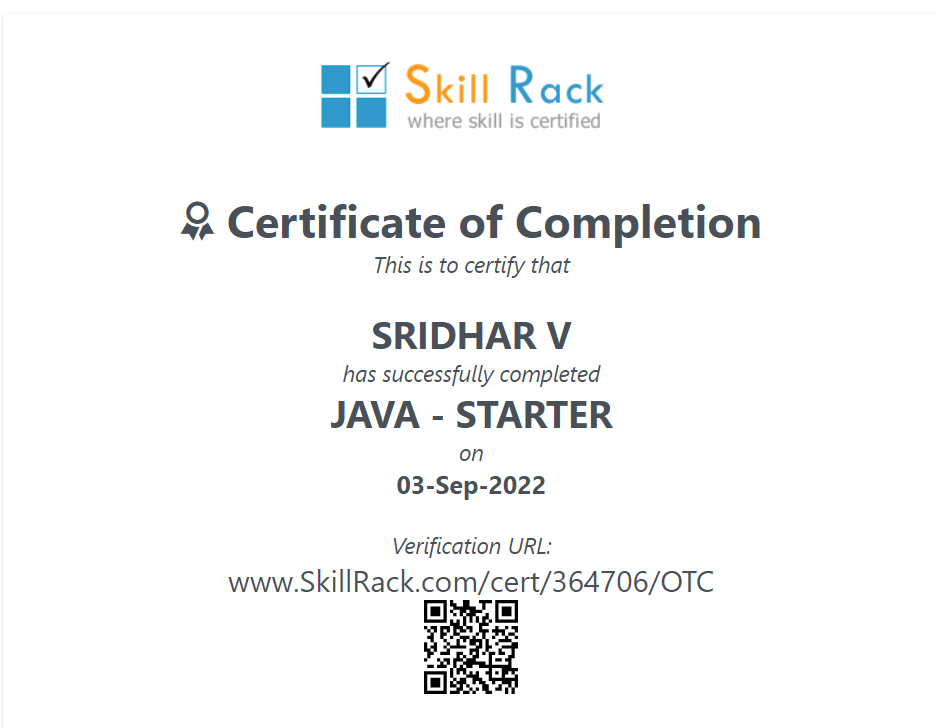 Skill Rack
where skill is certified
Certificate of Completion
This is to certify that
SRIDHAR V
has successfully completed
JAVA - STARTER
on
03-Sep-2022
Verification URL:
www.SkillRack.com/cert/364706/OTC